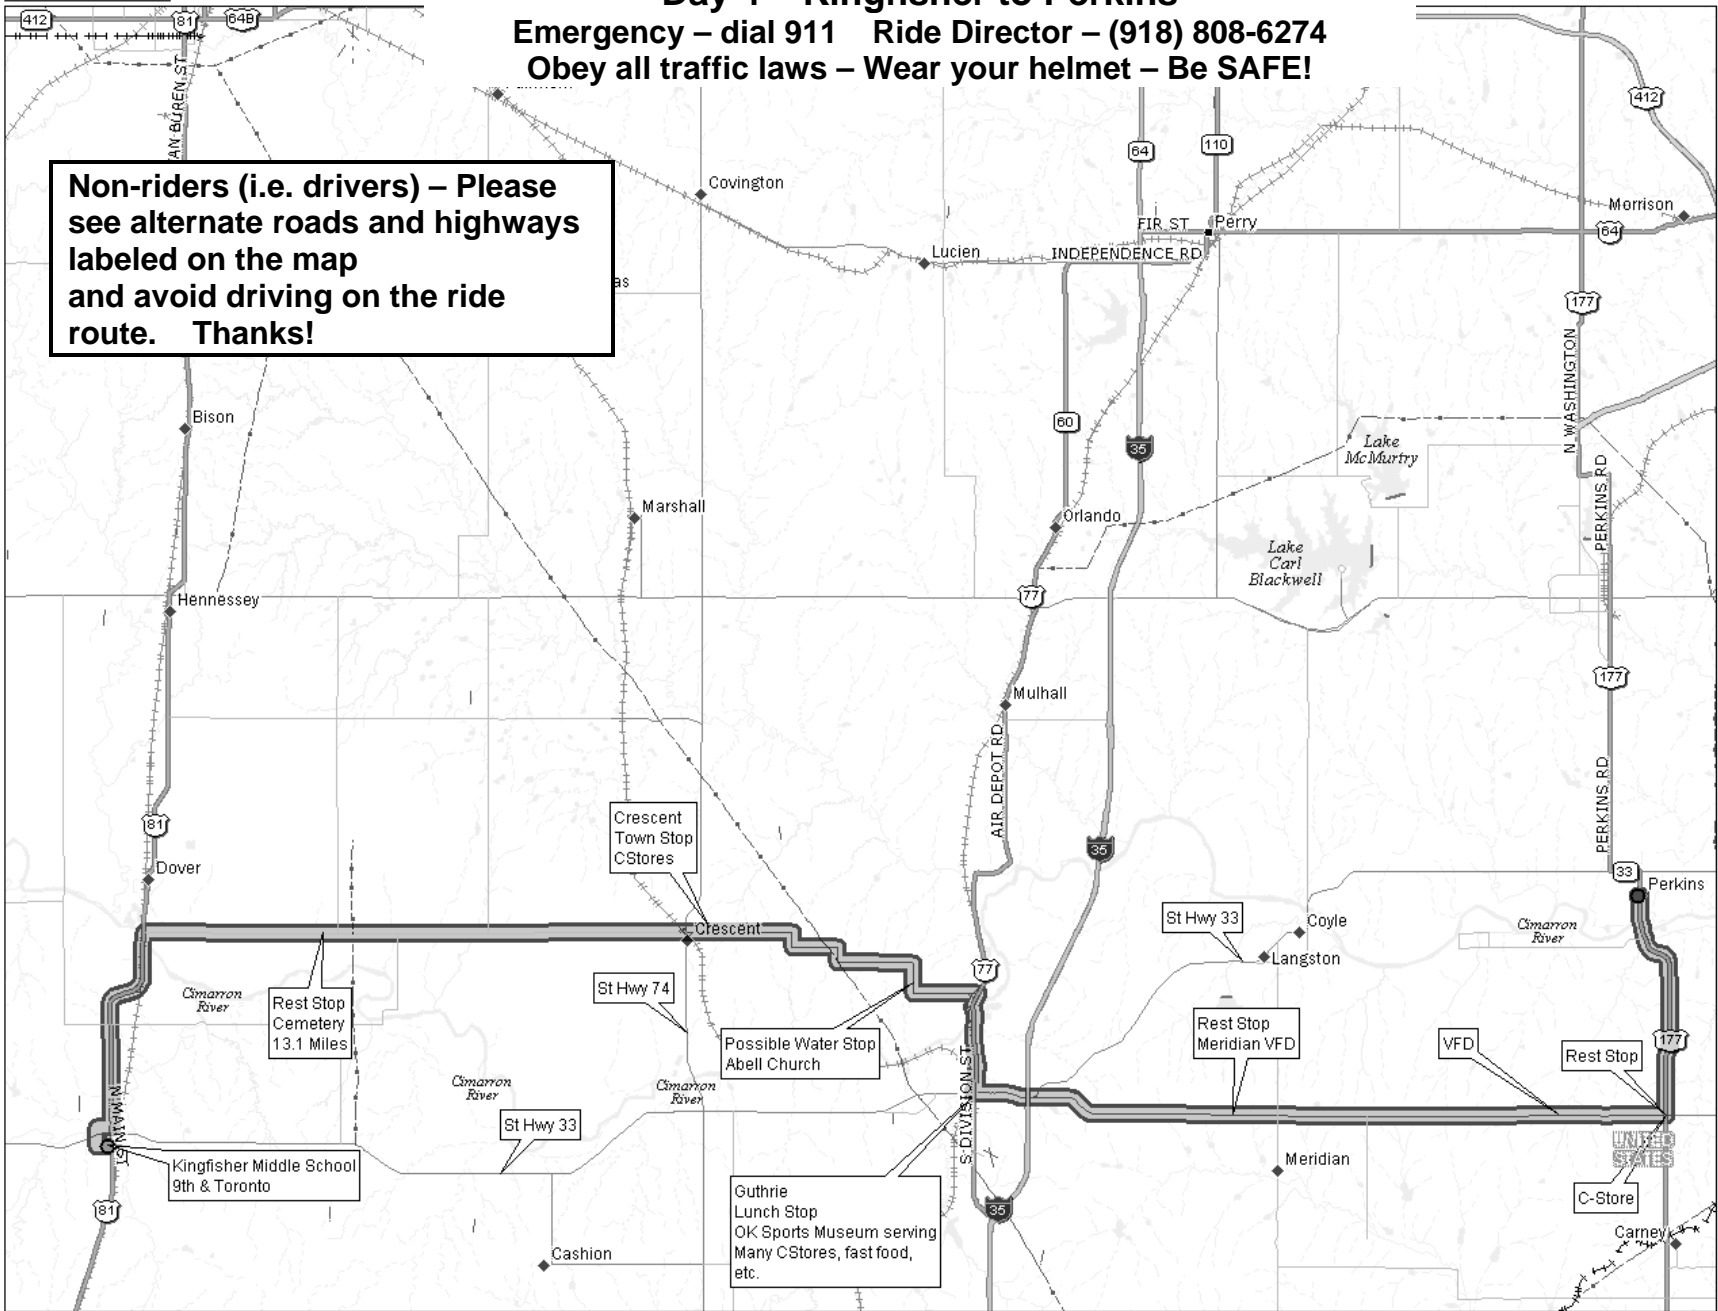 Day 4 – Kingfisher to Perkins
Emergency – dial 911 Ride Director – (918) 808-6274
Obey all traffic laws – Wear your helmet – Be SAFE!
412
81
64B
412
64
110
Covington
Morrison
FIR ST
Perry
64
Lucien
INDEPENDENCE RD
Non-riders (i.e. drivers) – Please
see alternate roads and highways
labeled on the map
and avoid driving on the ride
route. Thanks!
177
N WASHINGTON
Bison
60
35
Lake
McMurtry
PERKINS RD
Marshall
Orlando
Lake
Carl
Blackwell
Hennessey
77
177
Mulhall
AIR DEPOT RD
PERKINS RD
81
Crescent
Town Stop
CStores
35
Dover
33
Perkins
Crescent
St Hwy 33
Coyle
Cimarron
River
Langston
77
Cimarron
River
Rest Stop
Cemetery
13.1 Miles
St Hwy 74
Possible Water Stop
Abell Church
Rest Stop
Meridian VFD
VFD
Rest Stop
177
Cimarron
River
Cimarron
River
N MAIN ST
St Hwy 33
S DIVISION ST
UNITED
STATES
Kingfisher Middle School
9th & Toronto
Meridian
C-Store
81
Guthrie
Lunch Stop
OK Sports Museum serving
Many CStores, fast food,
etc.
35
Carney
Cashion